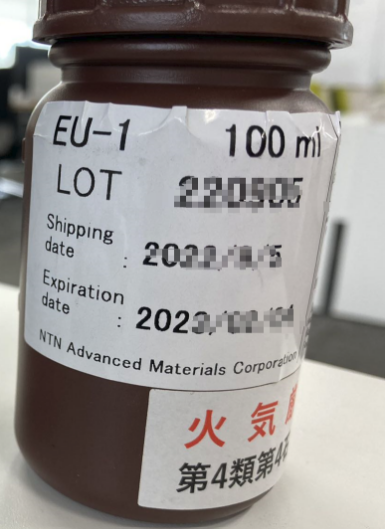 EU-1 100 ml
LOT
Shipping
date :
Expiration
date :
NTN Advanced Materials Corporation
火気
第4類第4